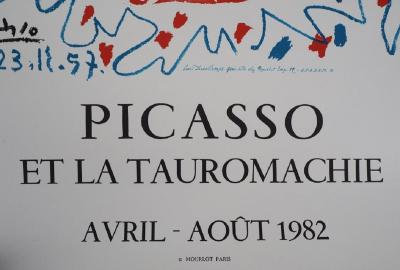 23.11.57.
PICASSO
ET LA TAUROMACHIE
AVRIL - AOÛT 1982
© MOURLOT PARIS